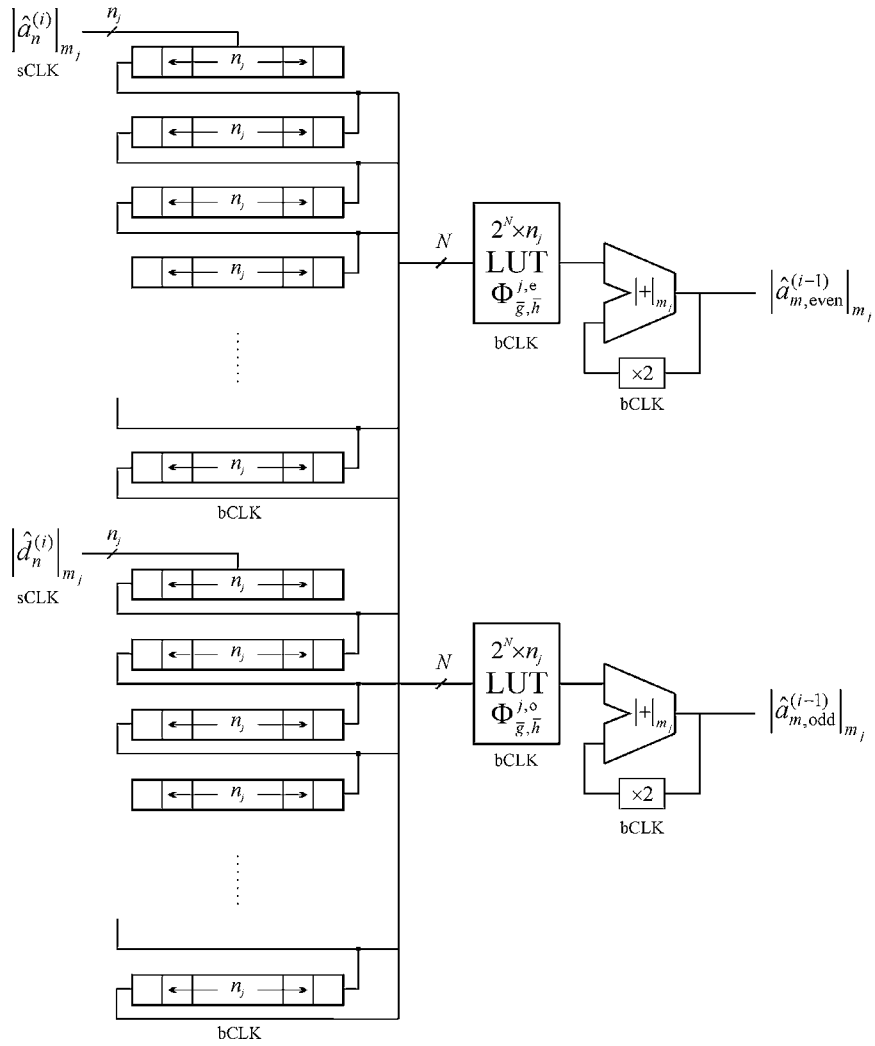 |â_n^(i)|_{m_j} n_j
sCLK
n_j
n_j
n_j
n_j
n_j
bCLK
N
2^N×n_j
LUT
Φ^{j,e}_{g̅,h̅}
bCLK
|+|_{m_j}
×2
bCLK
|â^{(i−1)}_{m,even}|_{m_j}
|d̂_n^(i)|_{m_j} n_j
sCLK
n_j
n_j
n_j
n_j
n_j
bCLK
N
2^N×n_j
LUT
Φ^{j,o}_{g̅,h̅}
bCLK
|+|_{m_j}
×2
bCLK
|â^{(i−1)}_{m,odd}|_{m_j}